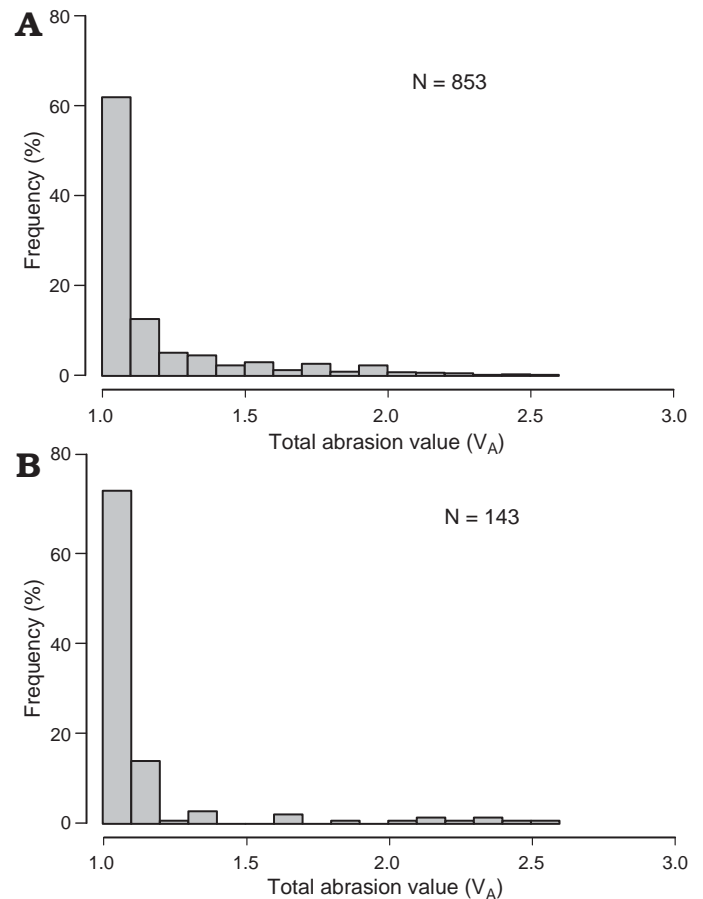 A
80
N = 853
60
Frequency (%)
40
20
0
1.0 1.5 2.0 2.5 3.0
Total abrasion value (VA)
B
80
N = 143
60
Frequency (%)
40
20
0
1.0 1.5 2.0 2.5 3.0
Total abrasion value (VA)